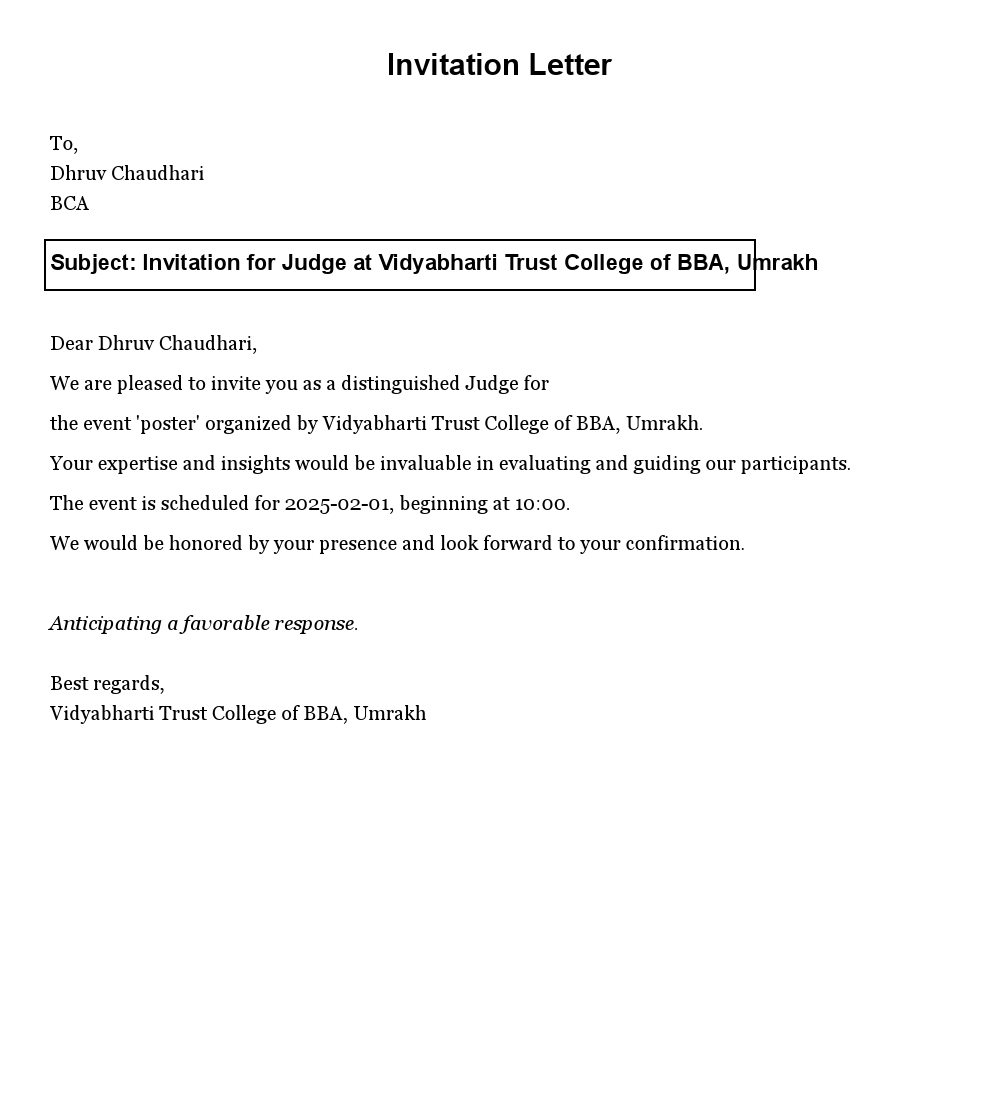 Invitation Letter
To,
Dhruv Chaudhari
BCA
Subject: Invitation for Judge at Vidyabharti Trust College of BBA, Umrakh
Dear Dhruv Chaudhari,
We are pleased to invite you as a distinguished Judge for
the event 'poster' organized by Vidyabharti Trust College of BBA, Umrakh.
Your expertise and insights would be invaluable in evaluating and guiding our participants.
The event is scheduled for 2025-02-01, beginning at 10:00.
We would be honored by your presence and look forward to your confirmation.
Anticipating a favorable response.
Best regards,
Vidyabharti Trust College of BBA, Umrakh